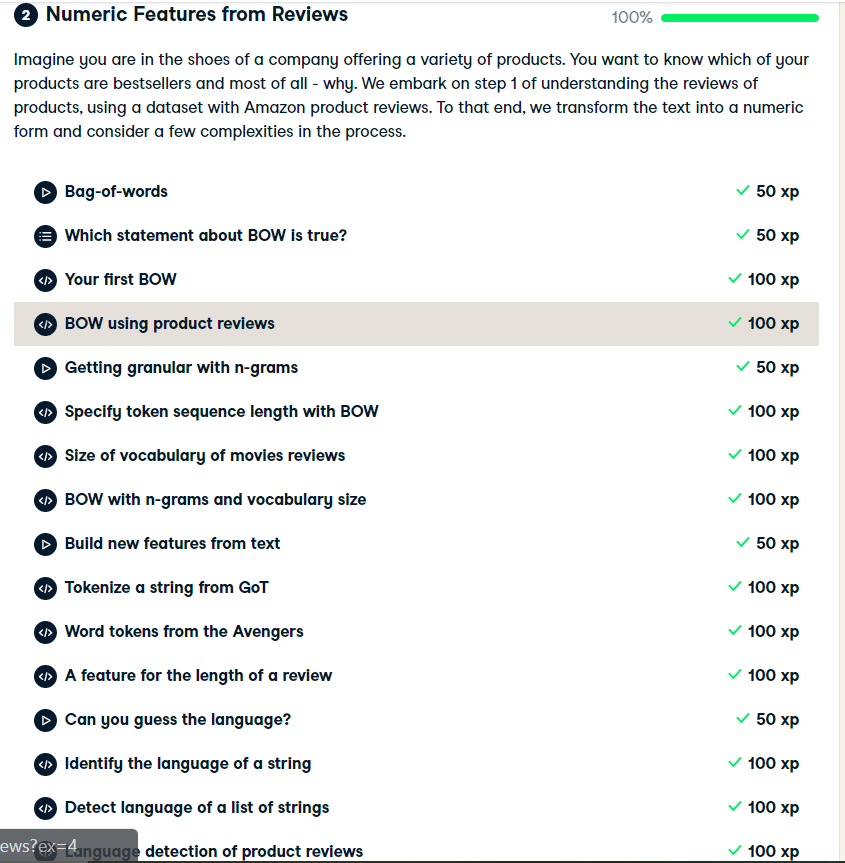 2 Numeric Features from Reviews 100%
Imagine you are in the shoes of a company offering a variety of products. You want to know which of your
products are bestsellers and most of all - why. We embark on step 1 of understanding the reviews of
products, using a dataset with Amazon product reviews. To that end, we transform the text into a numeric
form and consider a few complexities in the process.
Bag-of-words 50 xp
Which statement about BOW is true? 50 xp
Your first BOW 100 xp
BOW using product reviews 100 xp
Getting granular with n-grams 50 xp
Specify token sequence length with BOW 100 xp
Size of vocabulary of movies reviews 100 xp
BOW with n-grams and vocabulary size 100 xp
Build new features from text 50 xp
Tokenize a string from GoT 100 xp
Word tokens from the Avengers 100 xp
A feature for the length of a review 100 xp
Can you guess the language? 50 xp
Identify the language of a string 100 xp
Detect language of a list of strings 100 xp
ews?ex=4
Language detection of product reviews 100 xp